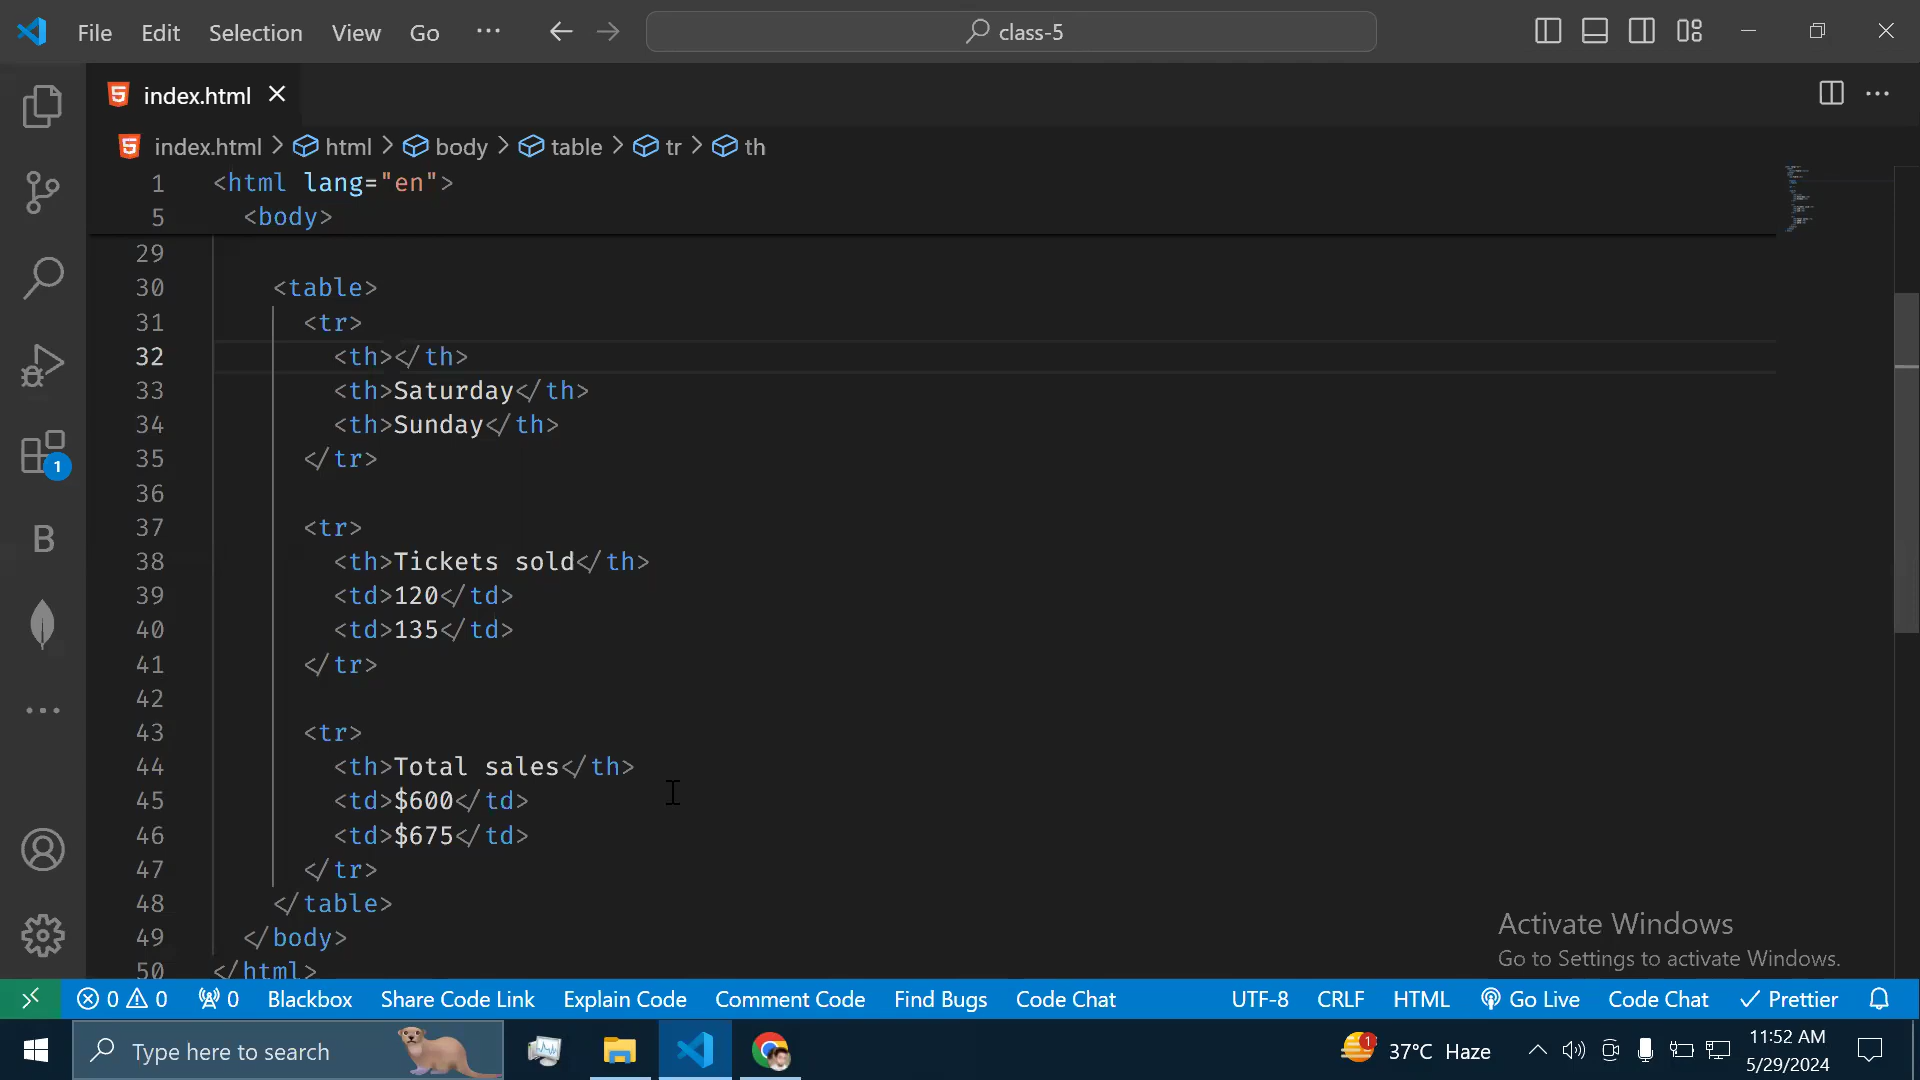 File Edit Selection View Go ··· class-5
index.html
index.html > html > body > table > tr > th
1 <html lang="en">
5 <body>
29
30 <table>
31 <tr>
32 <th></th>
33 <th>Saturday</th>
34 <th>Sunday</th>
35 </tr>
36
37 <tr>
38 <th>Tickets sold</th>
39 <td>120</td>
40 <td>135</td>
41 </tr>
42
43 <tr>
44 <th>Total sales</th>
45 <td>$600</td>
46 <td>$675</td>
47 </tr>
48 </table>
49 </body>
50 </html>
1
B
Activate Windows
Go to Settings to activate Windows.
0 0 0 Blackbox Share Code Link Explain Code Comment Code Find Bugs Code Chat UTF-8 CRLF HTML Go Live Code Chat Prettier
Type here to search 1 37°C Haze 11:52 AM
5/29/2024